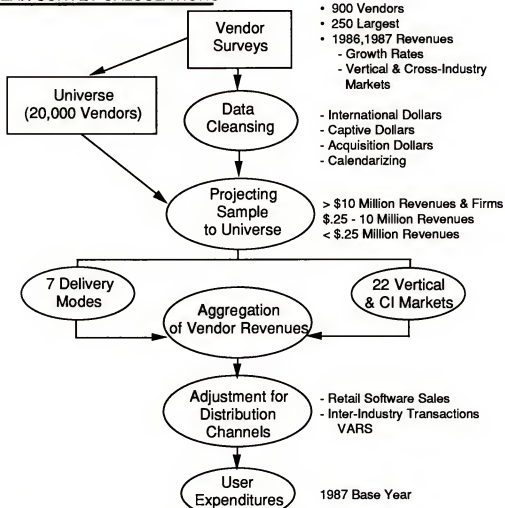 • 900 Vendors
• 250 Largest
• 1986,1987 Revenues
- Growth Rates
- Vertical & Cross-Industry
Markets
Vendor
Surveys
Universe
(20,000 Vendors)
Data
Cleansing
- International Dollars
- Captive Dollars
- Acquisition Dollars
- Calendarizing
Projecting
Sample
to Universe
> $10 Million Revenues & Firms
$.25 - 10 Million Revenues
< $.25 Million Revenues
7 Delivery
Modes
22 Vertical
& CI Markets
Aggregation
of Vendor Revenues
Adjustment for
Distribution
Channels
- Retail Software Sales
- Inter-Industry Transactions
VARS
User
Expenditures
1987 Base Year